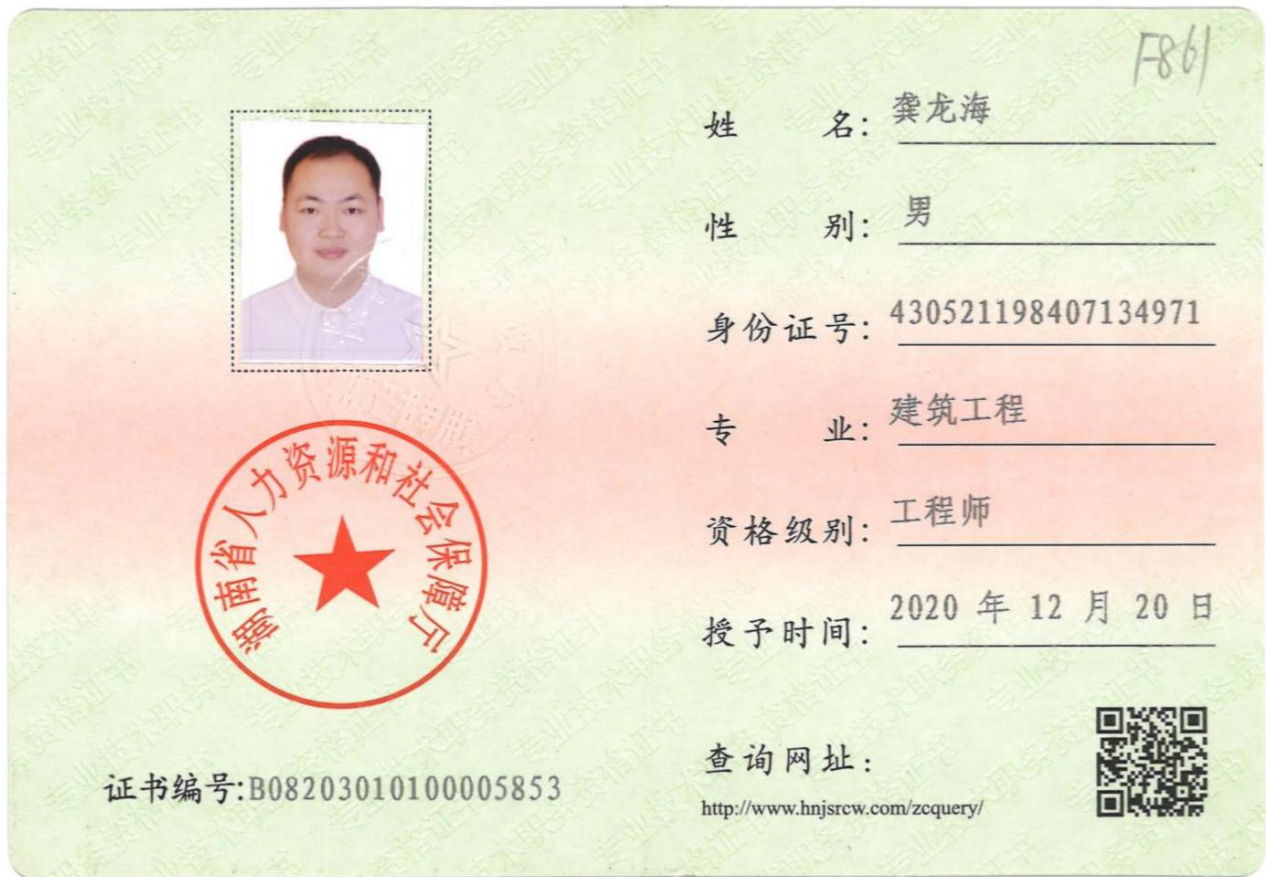 F861
姓 名: 龚龙海
性 别: 男
身份证号: 430521198407134971
专 业: 建筑工程
资格级别: 工程师
授予时间: 2020 年 12 月 20 日
湖南省人力资源和社会保障厅
证书编号:B08203010100005853
查询网址:
http://www.hnjsrcw.com/zcquery/